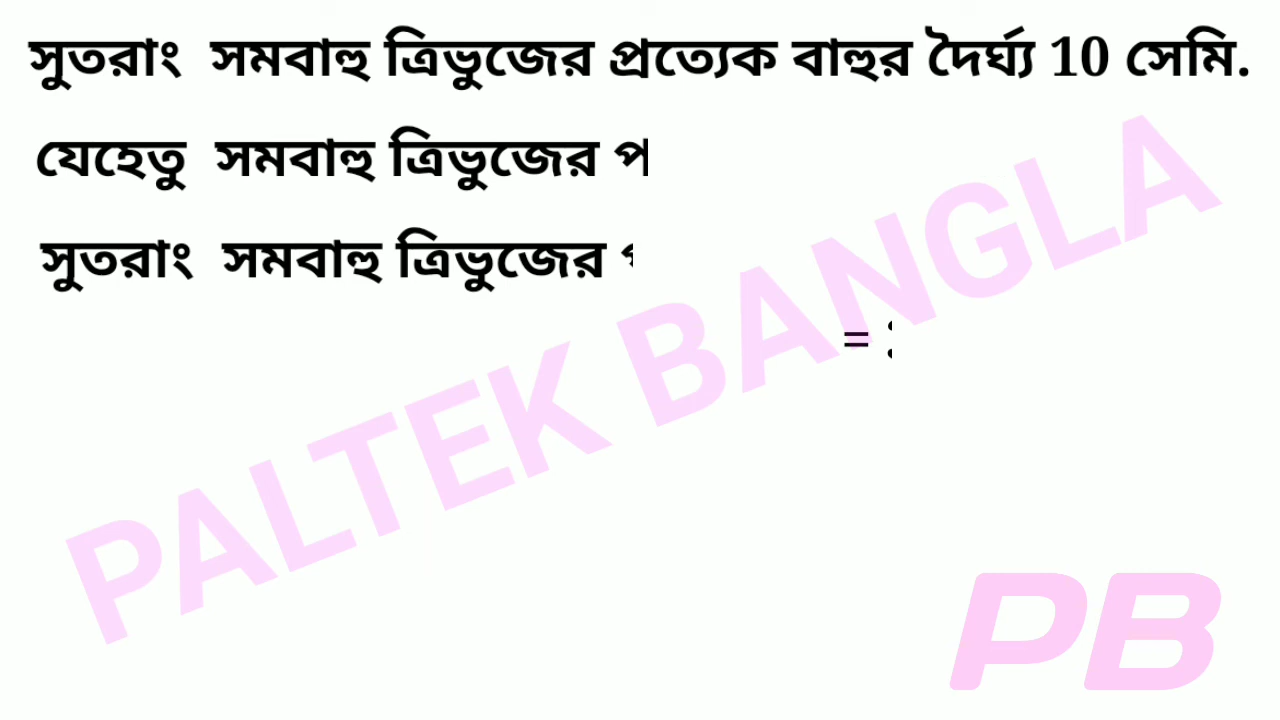 সুতরাং সমবাহু ত্রিভুজের প্রত্যেক বাহুর দৈর্ঘ্য 10 সেমি.
যেহেতু সমবাহু ত্রিভুজের প
সুতরাং সমবাহু ত্রিভুজের
=
PALTEK BANGLA
PB